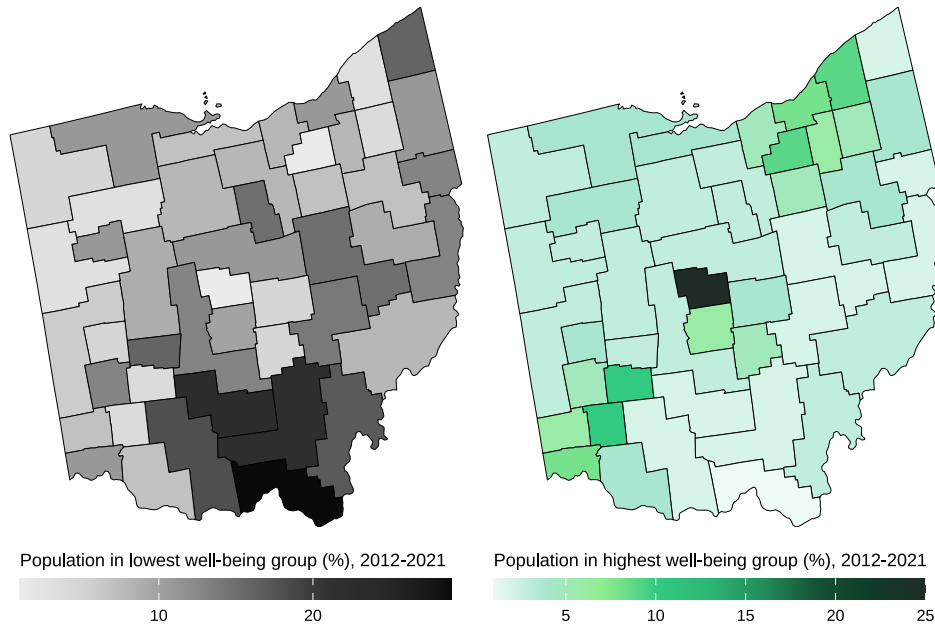 Population in lowest well-being group (%), 2012-2021
10 20
Population in highest well-being group (%), 2012-2021
5 10 15 20 25